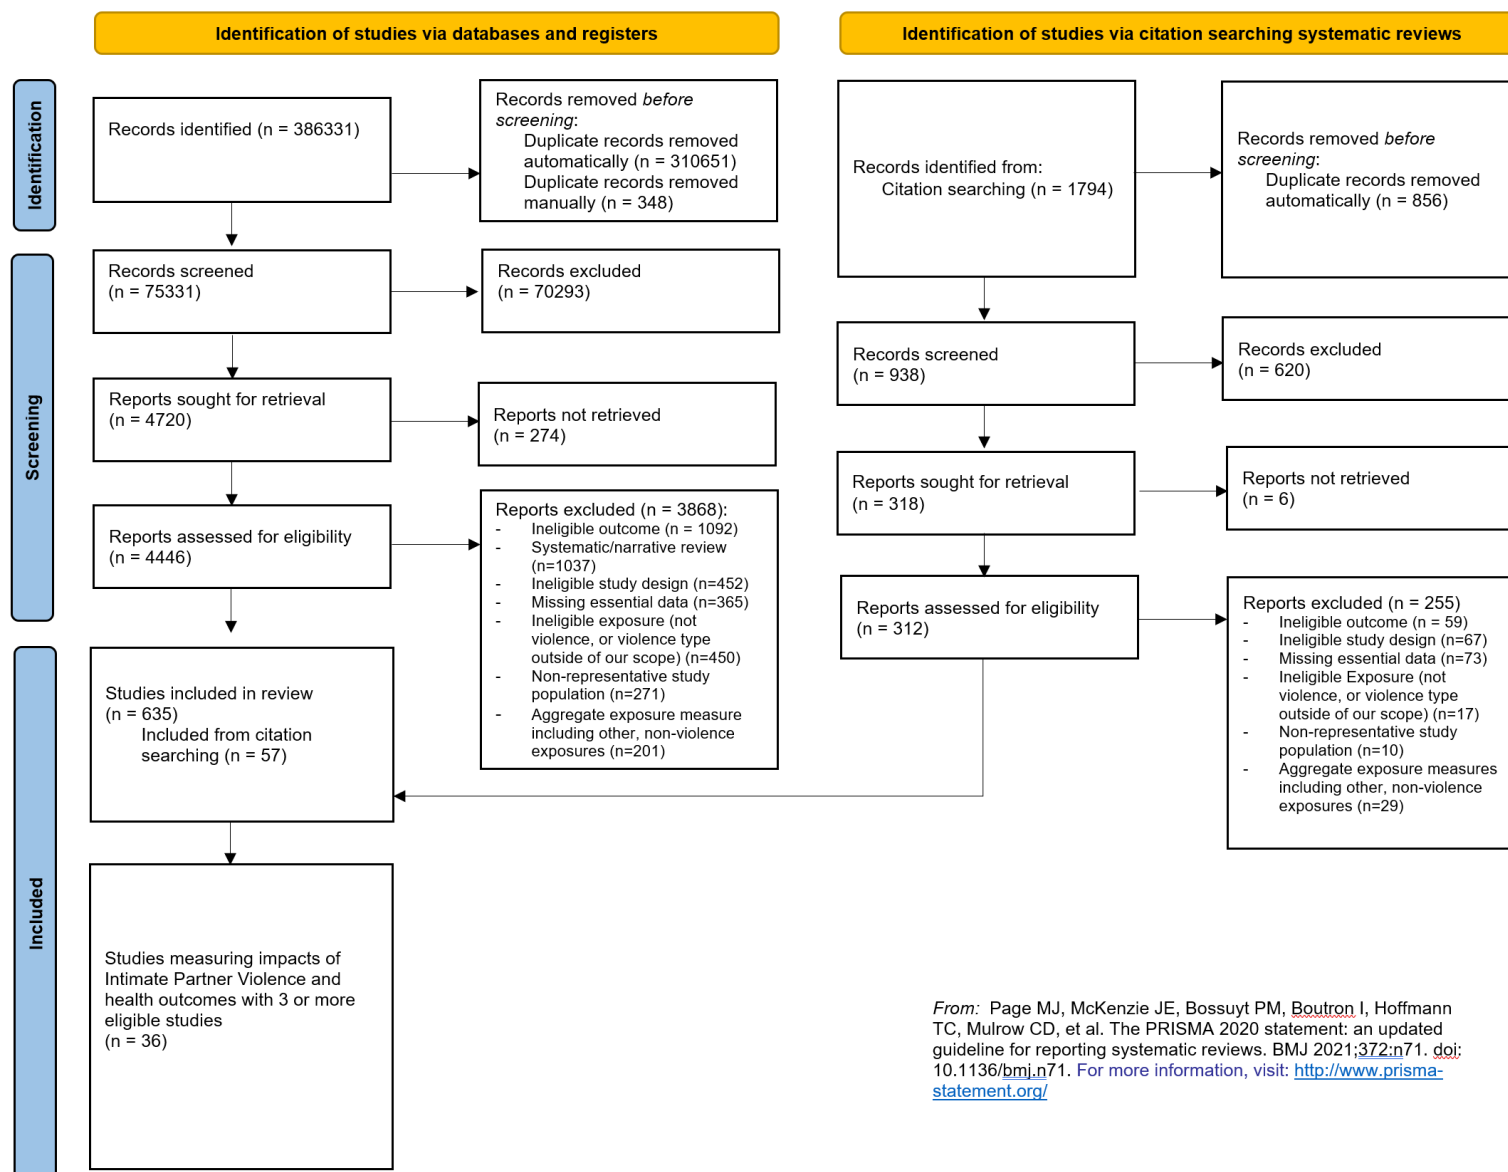 Identification of studies via databases and registers
Identification of studies via citation searching systematic reviews
Identification
Records identified (n = 386331)
Records removed before
screening:
Duplicate records removed
automatically (n = 310651)
Duplicate records removed
manually (n = 348)
Records identified from:
Citation searching (n = 1794)
Records removed before
screening:
Duplicate records removed
automatically (n = 856)
Screening
Records screened
(n = 75331)
Records excluded
(n = 70293)
Records screened
(n = 938)
Records excluded
(n = 620)
Reports sought for retrieval
(n = 4720)
Reports not retrieved
(n = 274)
Reports sought for retrieval
(n = 318)
Reports not retrieved
(n = 6)
Reports assessed for eligibility
(n = 4446)
Reports excluded (n = 3868):
- Ineligible outcome (n = 1092)
- Systematic/narrative review
(n=1037)
- Ineligible study design (n=452)
- Missing essential data (n=365)
- Ineligible exposure (not
violence, or violence type
outside of our scope) (n=450)
- Non-representative study
population (n=271)
- Aggregate exposure measure
including other, non-violence
exposures (n=201)
Reports assessed for eligibility
(n = 312)
Reports excluded (n = 255)
- Ineligible outcome (n = 59)
- Ineligible study design (n=67)
- Missing essential data (n=73)
- Ineligible Exposure (not
violence, or violence type
outside of our scope) (n=17)
- Non-representative study
population (n=10)
- Aggregate exposure measures
including other, non-violence
exposures (n=29)
Included
Studies included in review
(n = 635)
Included from citation
searching (n = 57)
Studies measuring impacts of
Intimate Partner Violence and
health outcomes with 3 or more
eligible studies
(n = 36)
From: Page MJ, McKenzie JE, Bossuyt PM, Boutron I, Hoffmann
TC, Mulrow CD, et al. The PRISMA 2020 statement: an updated
guideline for reporting systematic reviews. BMJ 2021;372:n71. doi:
10.1136/bmj.n71. For more information, visit: http://www.prisma-
statement.org/